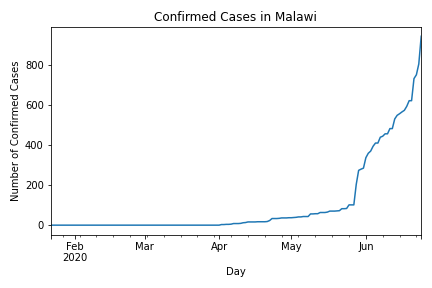 Confirmed Cases in Malawi
Number of Confirmed Cases
800
600
400
200
0
Feb Mar Apr May Jun
2020
Day